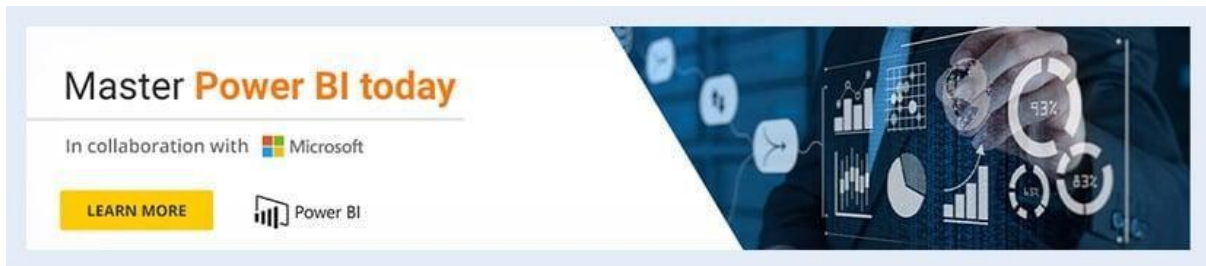 Master Power BI today
In collaboration with Microsoft
LEARN MORE
Power BI
93%
83%